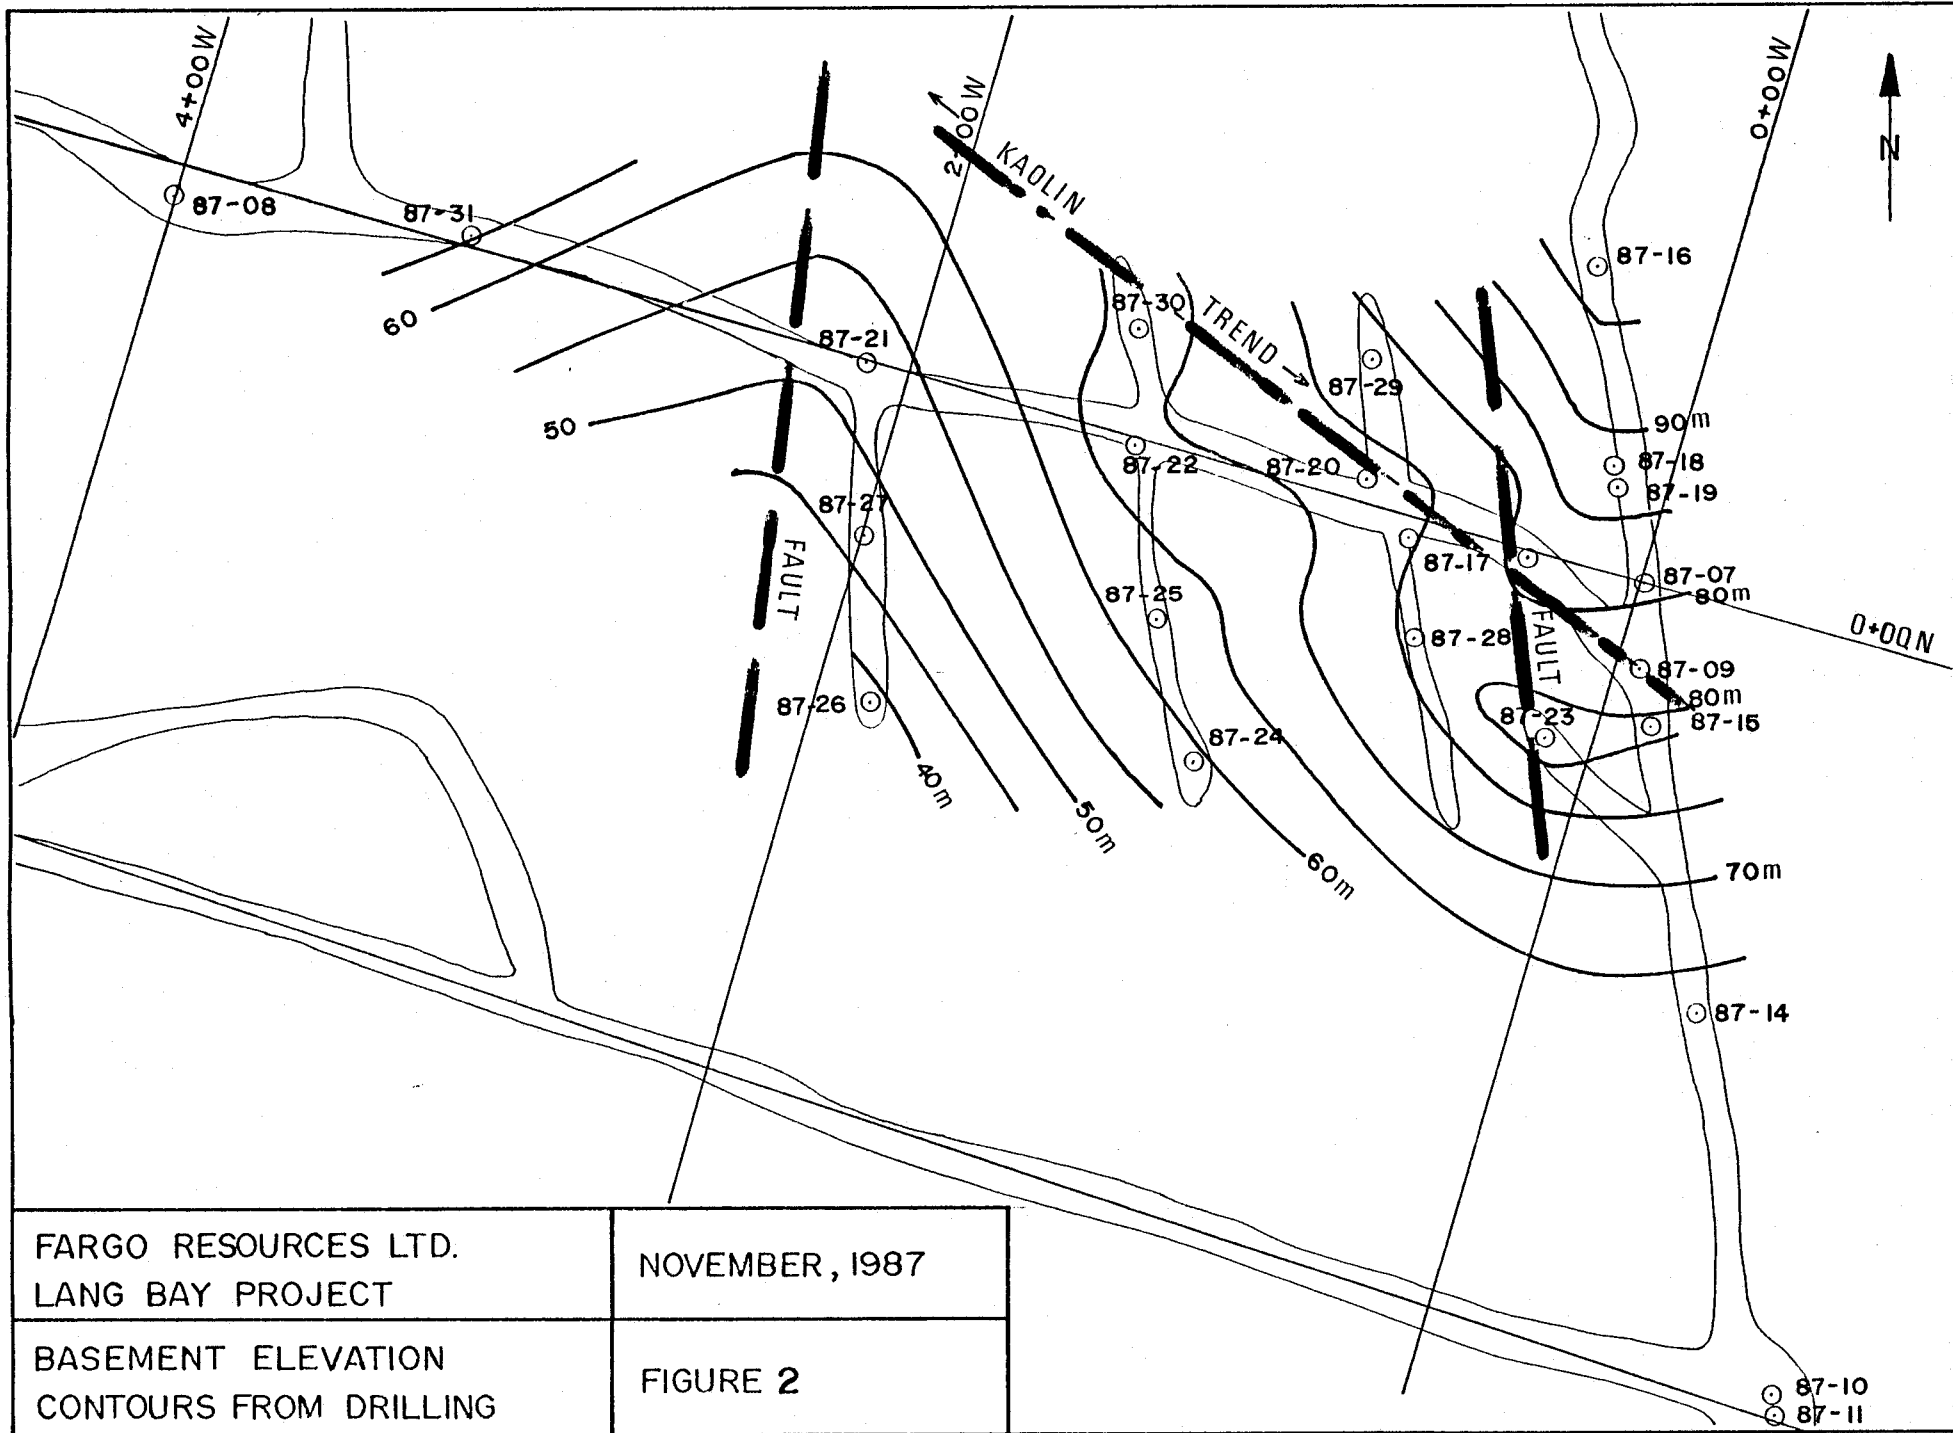 4+00W
2+00W
0+00W
N
KAOLIN
TREND
87-08
87-31
87-16
60
87-30
87-21
87-29
50
90m
87-22
87-20
87-18
87-19
87-27
FAULT
87-17
87-07
80m
87-25
87-28
FAULT
0+00N
87-09
80m
87-26
87-23
87-15
87-24
40m
50m
60m
70m
87-14
FARGO RESOURCES LTD.
LANG BAY PROJECT
NOVEMBER, 1987
BASEMENT ELEVATION
CONTOURS FROM DRILLING
FIGURE 2
87-10
87-11